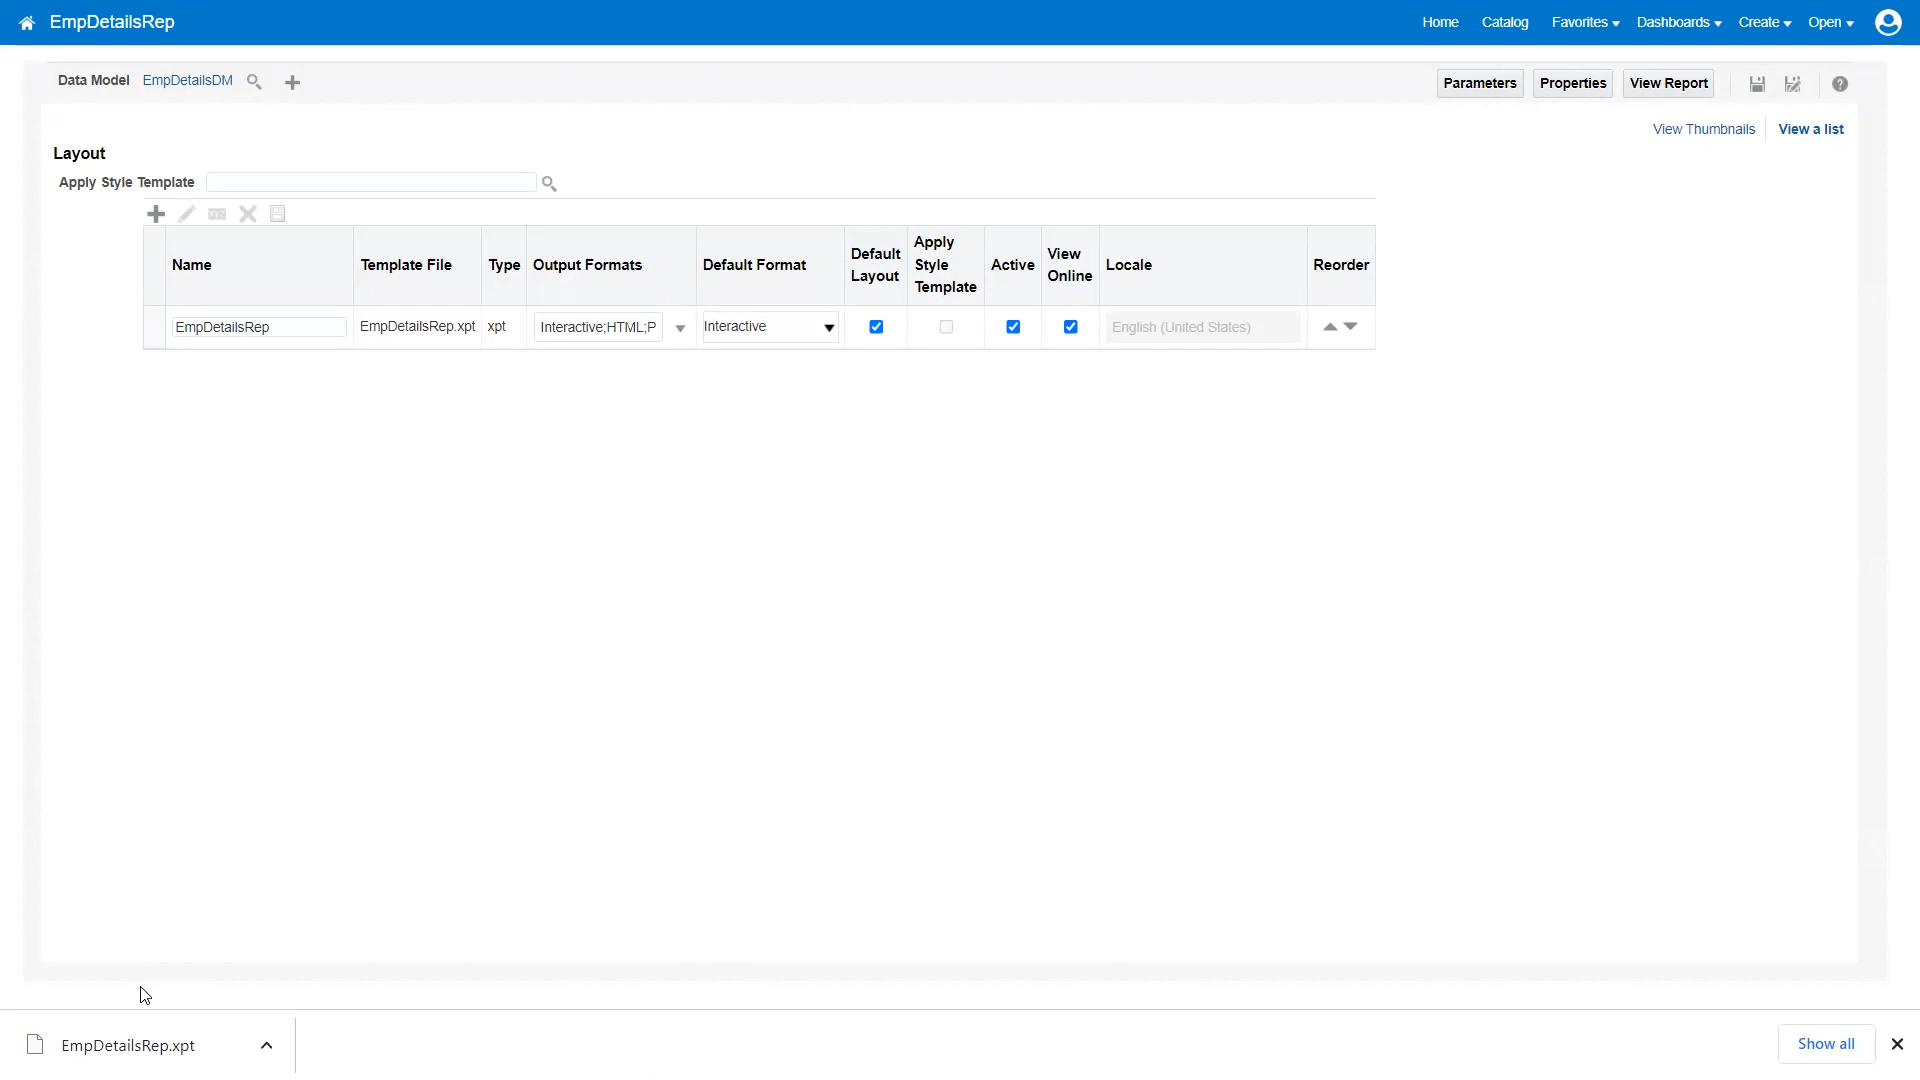 EmpDetailsRep
Home Catalog Favorites Dashboards Create Open
Data Model EmpDetailsDM
Parameters Properties View Report
View Thumbnails View a list
Layout
Apply Style Template
Name Template File Type Output Formats Default Format Default Layout Apply Style Template Active View Online Locale Reorder
EmpDetailsRep EmpDetailsRep.xpt xpt Interactive;HTML;P Interactive English (United States)
EmpDetailsRep.xpt
Show all